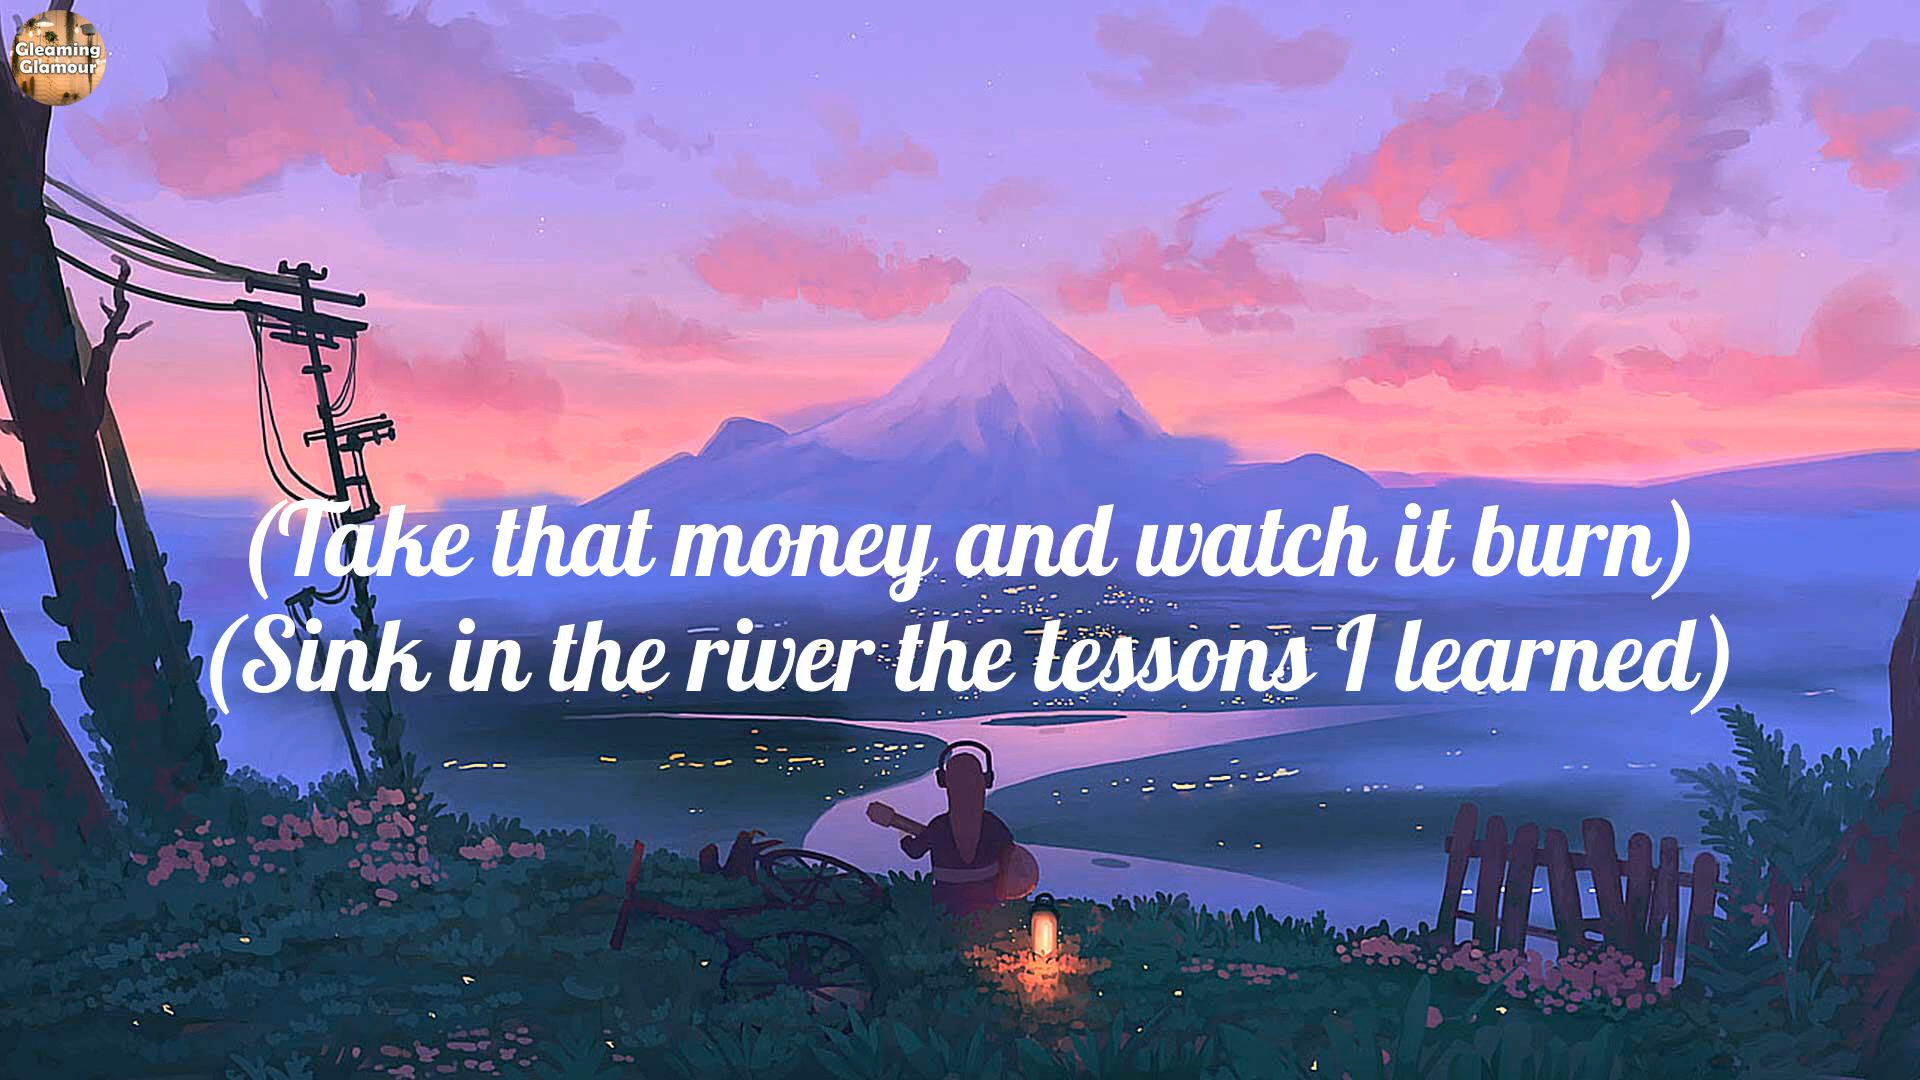 Gleaming
Glamour
(Take that money and watch it burn)
(Sink in the river the lessons I learned)